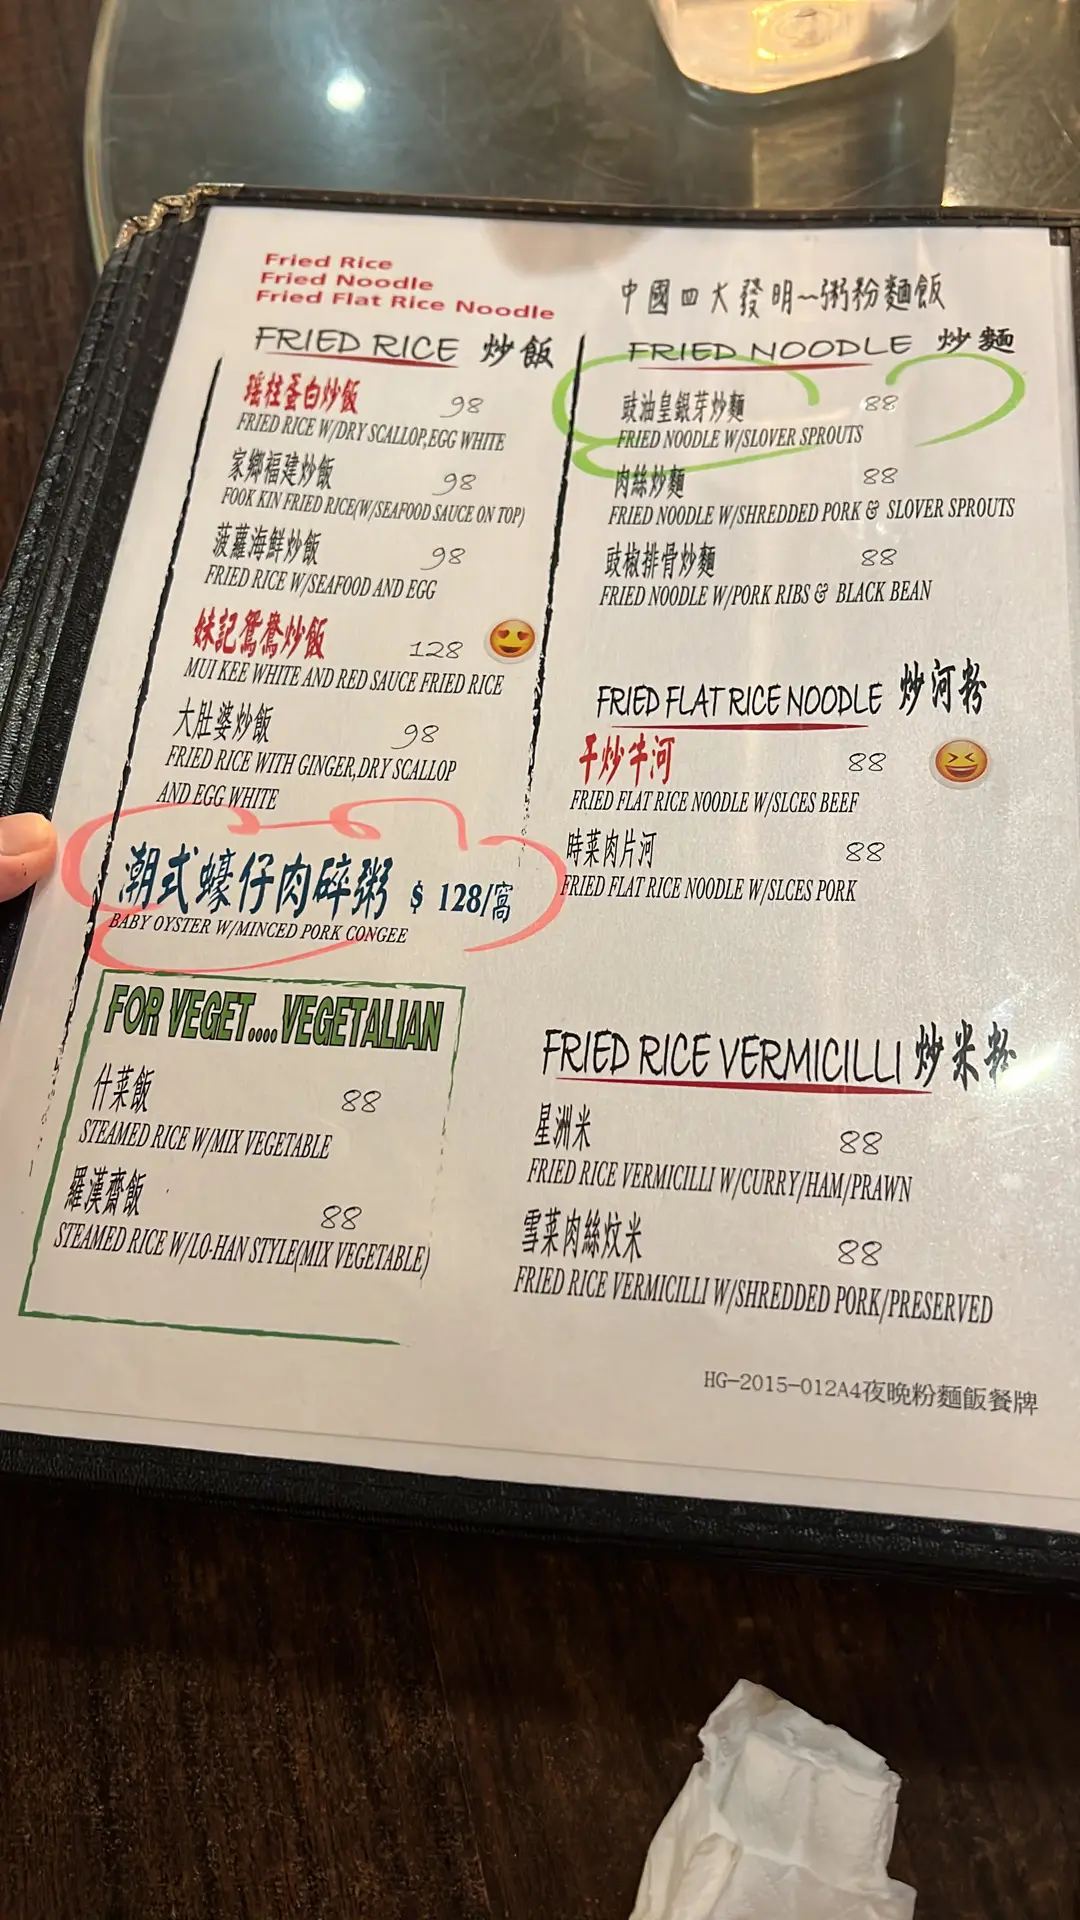 Fried Rice
Fried Noodle
Fried Flat Rice Noodle
中國四大發明~粥粉麵飯
FRIED RICE 炒飯
瑤柱蛋白炒飯 98
FRIED RICE W/DRY SCALLOP,EGG WHITE
家鄉福建炒飯 98
FOOK KIN FRIED RICE(W/SEAFOOD SAUCE ON TOP)
菠蘿海鮮炒飯 98
FRIED RICE W/SEAFOOD AND EGG
妹記鴛鴦炒飯 128
MUI KEE WHITE AND RED SAUCE FRIED RICE
大肚婆炒飯 98
FRIED RICE WITH GINGER,DRY SCALLOP
AND EGG WHITE
潮式蠔仔肉碎粥 $ 128/窩
BABY OYSTER W/MINCED PORK CONGEE
FOR VEGET.... VEGETALIAN
什菜飯 88
STEAMED RICE W/MIX VEGETABLE
羅漢齋飯 88
STEAMED RICE W/LO-HAN STYLE(MIX VEGETABLE)
FRIED NOODLE 炒麵
豉油皇銀芽炒麵 88
FRIED NOODLE W/SLOVER SPROUTS
肉絲炒麵 88
FRIED NOODLE W/SHREDDED PORK & SLOVER SPROUTS
豉椒排骨炒麵 88
FRIED NOODLE W/PORK RIBS & BLACK BEAN
FRIED FLAT RICE NOODLE 炒河粉
干炒牛河 88
FRIED FLAT RICE NOODLE W/SLCES BEEF
時菜肉片河 88
FRIED FLAT RICE NOODLE W/SLCES PORK
FRIED RICE VERMICILLI 炒米粉
星洲米 88
FRIED RICE VERMICILLI W/CURRY/HAM/PRAWN
雪菜肉絲炆米 88
FRIED RICE VERMICILLI W/SHREDDED PORK/PRESERVED
HG-2015-012A4夜晚粉麵飯餐牌